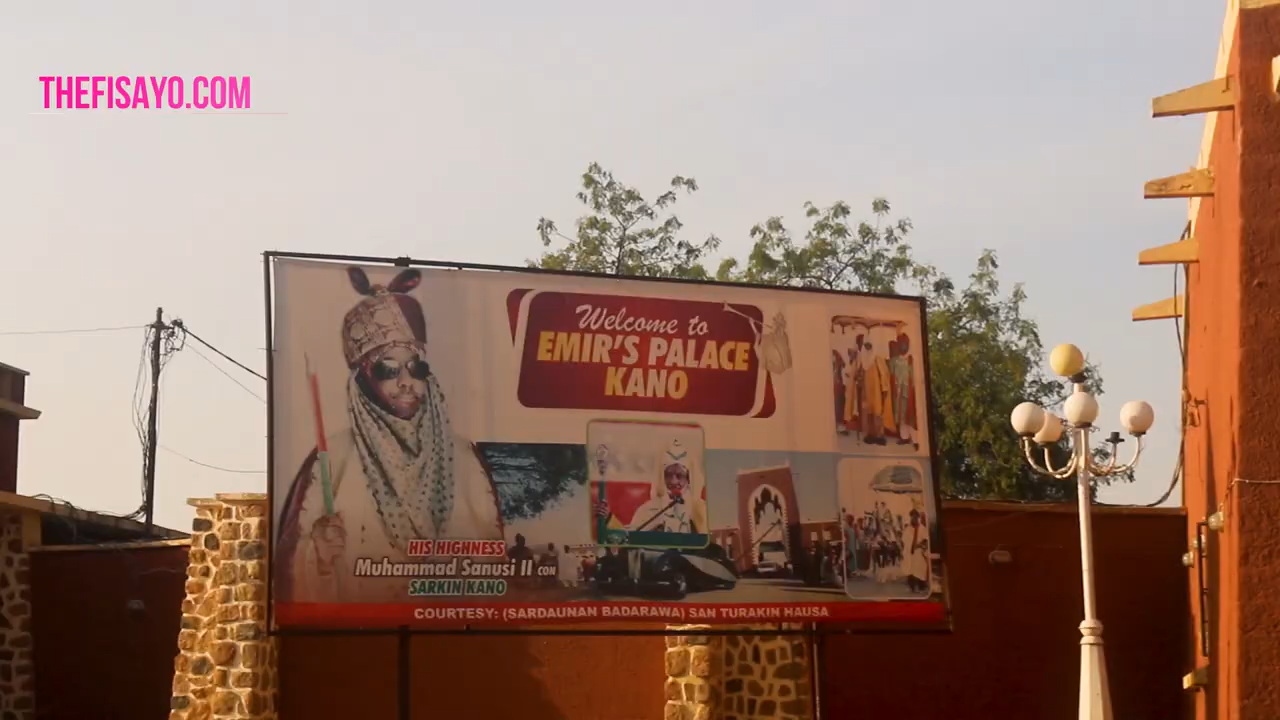 THEFISAYO.COM
Welcome to
EMIR'S PALACE
KANO
HIS HIGHNESS
Muhammad Sanusi II CON
SARKIN KANO
COURTESY: (SARDAUNAN BADARAWA) SAN TURAKIN HAUSA